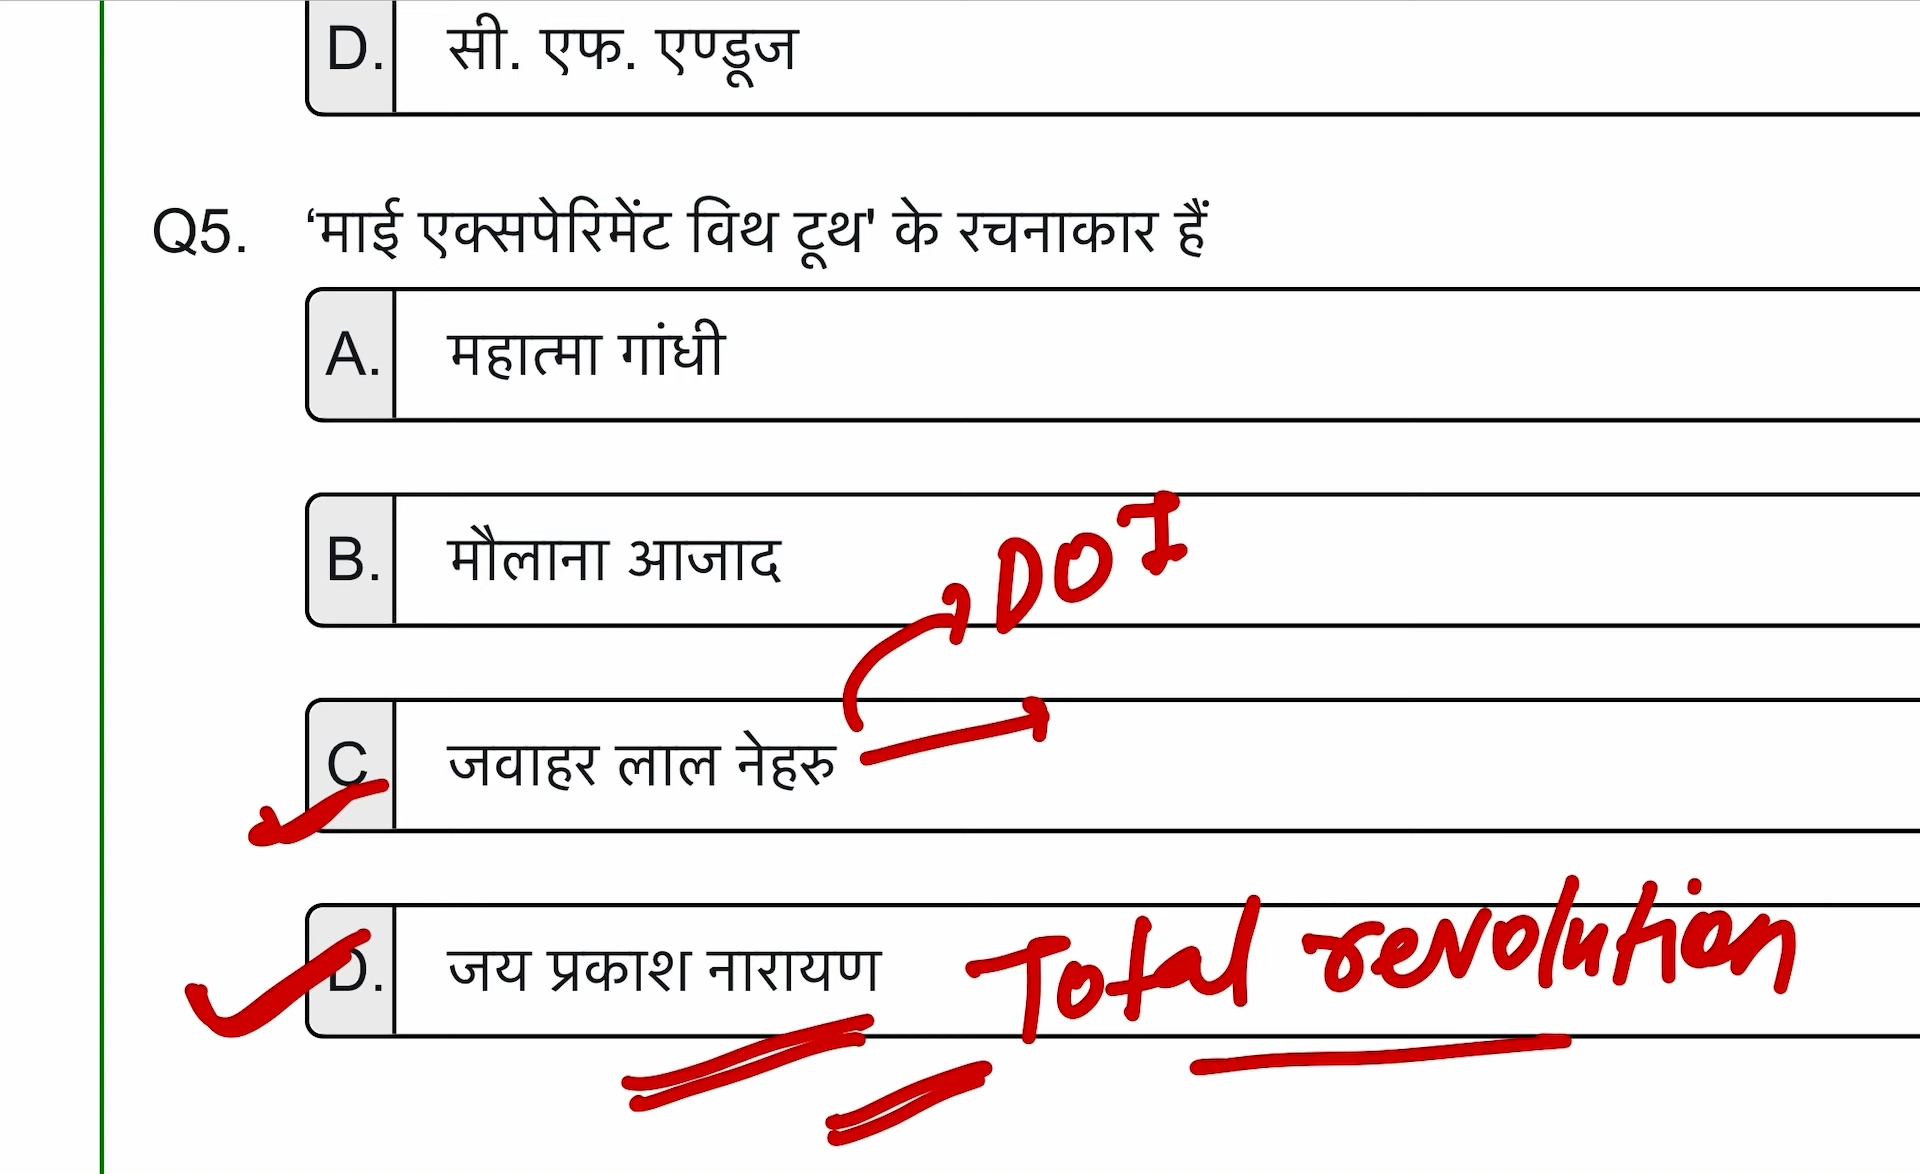 D. सी. एफ. एण्डूज
Q5. ‘माई एक्सपेरिमेंट विथ टूथ' के रचनाकार हैं
A. महात्मा गांधी
B. मौलाना आजाद
DOI
C जवाहर लाल नेहरु
D. जय प्रकाश नारायण Total revolution